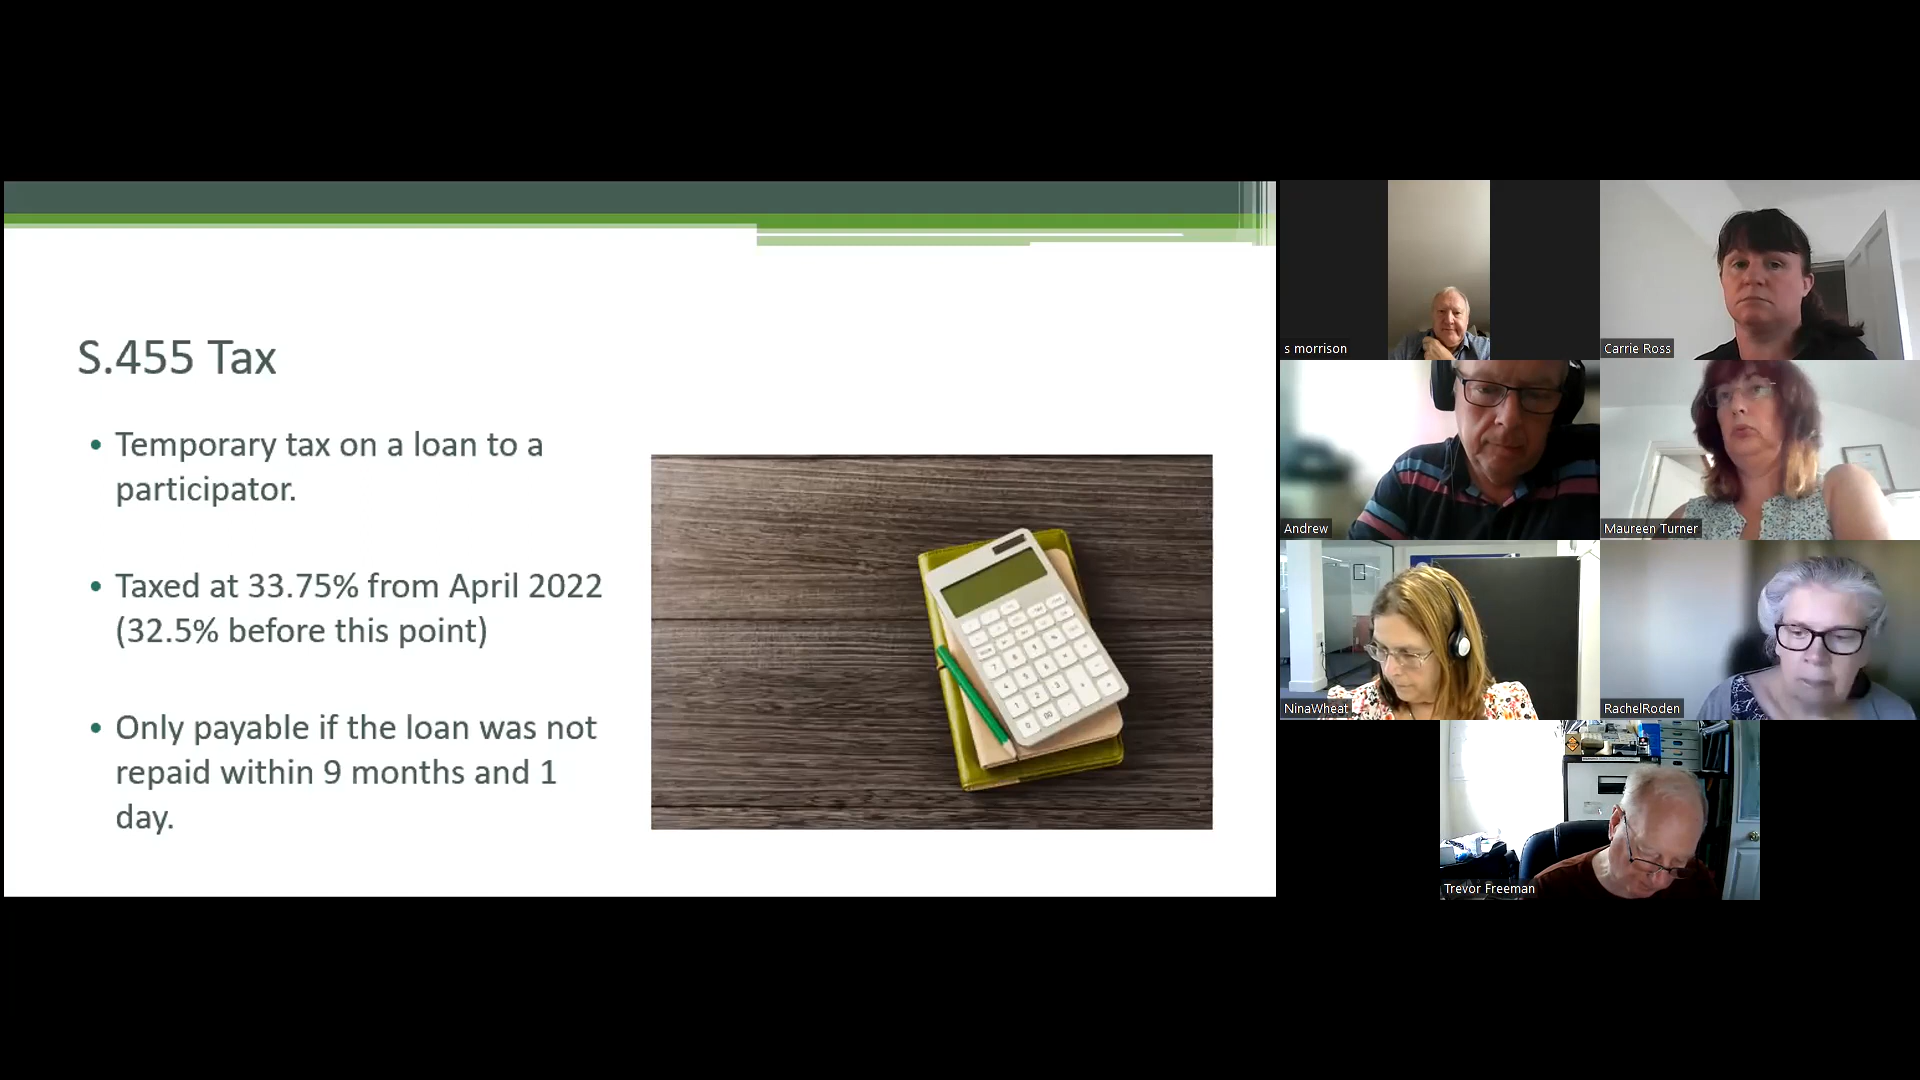 S.455 Tax
• Temporary tax on a loan to a
participator.
• Taxed at 33.75% from April 2022
(32.5% before this point)
• Only payable if the loan was not
repaid within 9 months and 1
day.
s morrison
Carrie Ross
Andrew
Maureen Turner
NinaWheat
RachelRoden
Trevor Freeman